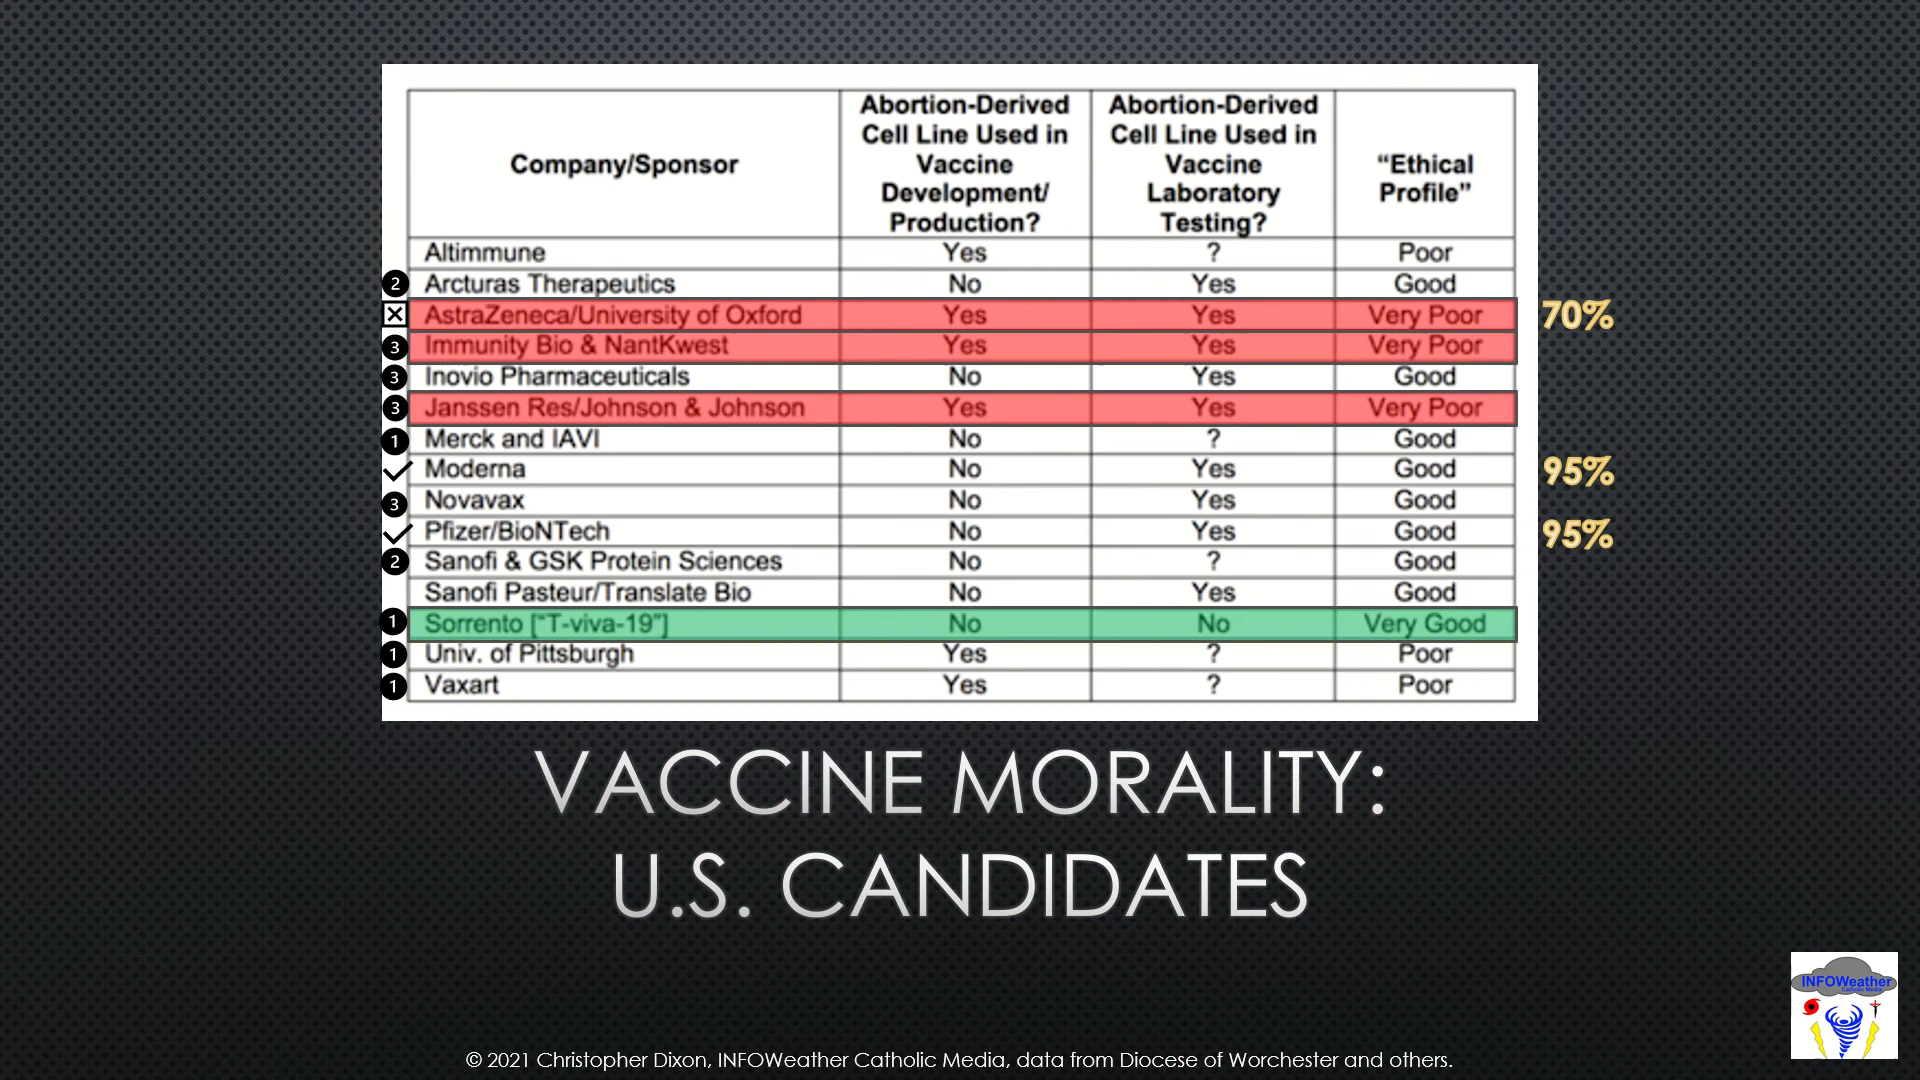 Company/Sponsor
Abortion-Derived
Cell Line Used in
Vaccine
Development/
Production?
Abortion-Derived
Cell Line Used in
Vaccine
Laboratory
Testing?
“Ethical
Profile”
Altimmune Yes ? Poor
2 Arcturas Therapeutics No Yes Good
AstraZeneca/University of Oxford Yes Yes Very Poor 70%
3 Immunity Bio & NantKwest Yes Yes Very Poor
3 Inovio Pharmaceuticals No Yes Good
3 Janssen Res/Johnson & Johnson Yes Yes Very Poor
1 Merck and IAVI No ? Good
Moderna No Yes Good 95%
3 Novavax No Yes Good
Pfizer/BioNTech No Yes Good 95%
2 Sanofi & GSK Protein Sciences No ? Good
Sanofi Pasteur/Translate Bio No Yes Good
1 Sorrento ["T-viva-19"] No No Very Good
1 Univ. of Pittsburgh Yes ? Poor
1 Vaxart Yes ? Poor
VACCINE MORALITY:
U.S. CANDIDATES
INFOWeather
Catholic Media
© 2021 Christopher Dixon, INFOWeather Catholic Media, data from Diocese of Worchester and others.